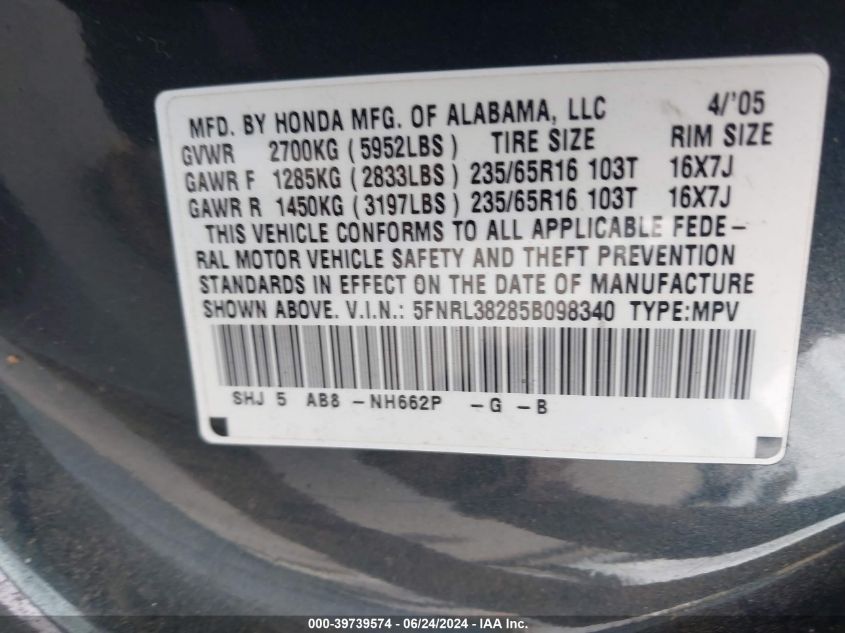 MFD. BY HONDA MFG. OF ALABAMA, LLC 4/'05
GVWR 2700KG ( 5952LBS ) TIRE SIZE RIM SIZE
GAWR F 1285KG ( 2833LBS ) 235/65R16 103T 16X7J
GAWR R 1450KG ( 3197LBS ) 235/65R16 103T 16X7J
THIS VEHICLE CONFORMS TO ALL APPLICABLE FEDE-
RAL MOTOR VEHICLE SAFETY AND THEFT PREVENTION
STANDARDS IN EFFECT ON THE DATE OF MANUFACTURE
SHOWN ABOVE. V.I.N.: 5FNRL38285B098340 TYPE:MPV
SHJ 5 AB8 -NH662P -G -B
000-39739574 - 06/24/2024 - IAA, Inc.